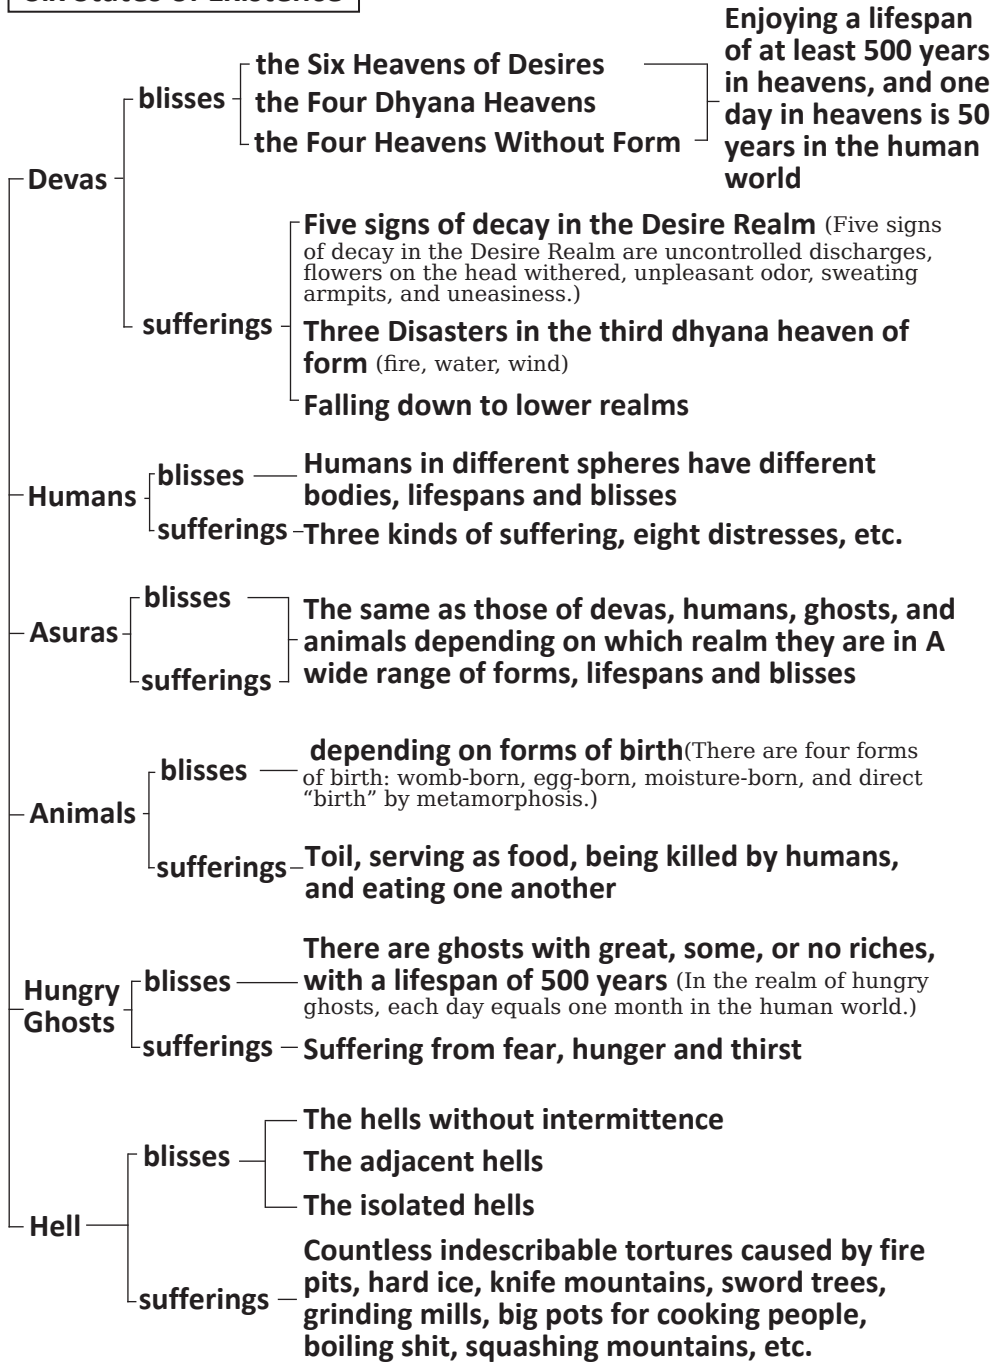 Six States of Existence
Enjoying a lifespan
of at least 500 years
in heavens, and one
day in heavens is 50
years in the human
world
the Six Heavens of Desires
blisses
the Four Dhyana Heavens
the Four Heavens Without Form
Devas
Five signs of decay in the Desire Realm (Five signs
of decay in the Desire Realm are uncontrolled discharges,
flowers on the head withered, unpleasant odor, sweating
armpits, and uneasiness.)
sufferings
Three Disasters in the third dhyana heaven of
form (fire, water, wind)
Falling down to lower realms
Humans
blisses
Humans in different spheres have different
bodies, lifespans and blisses
sufferings
Three kinds of suffering, eight distresses, etc.
Asuras
blisses
sufferings
The same as those of devas, humans, ghosts, and
animals depending on which realm they are in A
wide range of forms, lifespans and blisses
Animals
blisses
depending on forms of birth(There are four forms
of birth: womb-born, egg-born, moisture-born, and direct
“birth” by metamorphosis.)
sufferings
Toil, serving as food, being killed by humans,
and eating one another
Hungry
Ghosts
blisses
There are ghosts with great, some, or no riches,
with a lifespan of 500 years (In the realm of hungry
ghosts, each day equals one month in the human world.)
sufferings
Suffering from fear, hunger and thirst
Hell
blisses
The hells without intermittence
The adjacent hells
The isolated hells
sufferings
Countless indescribable tortures caused by fire
pits, hard ice, knife mountains, sword trees,
grinding mills, big pots for cooking people,
boiling shit, squashing mountains, etc.